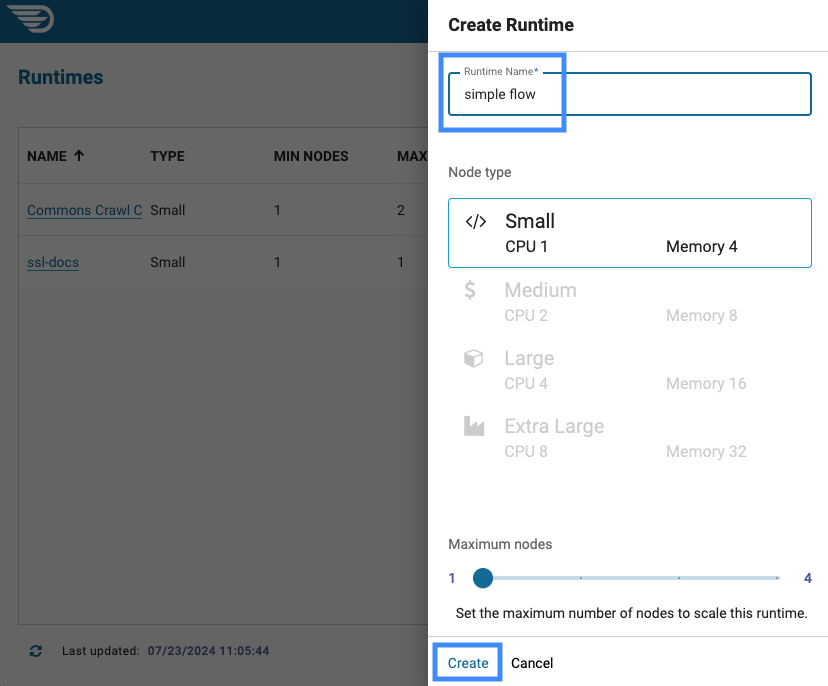 Create Runtime
Runtime Name*
simple flow
Runtimes
NAME TYPE MIN NODES MAX
Commons Crawl C Small 1 2
ssl-docs Small 1 1
Node type
Small
CPU 1 Memory 4
Medium
CPU 2 Memory 8
Large
CPU 4 Memory 16
Extra Large
CPU 8 Memory 32
Maximum nodes
1 4
Set the maximum number of nodes to scale this runtime.
Last updated: 07/23/2024 11:05:44
Create Cancel